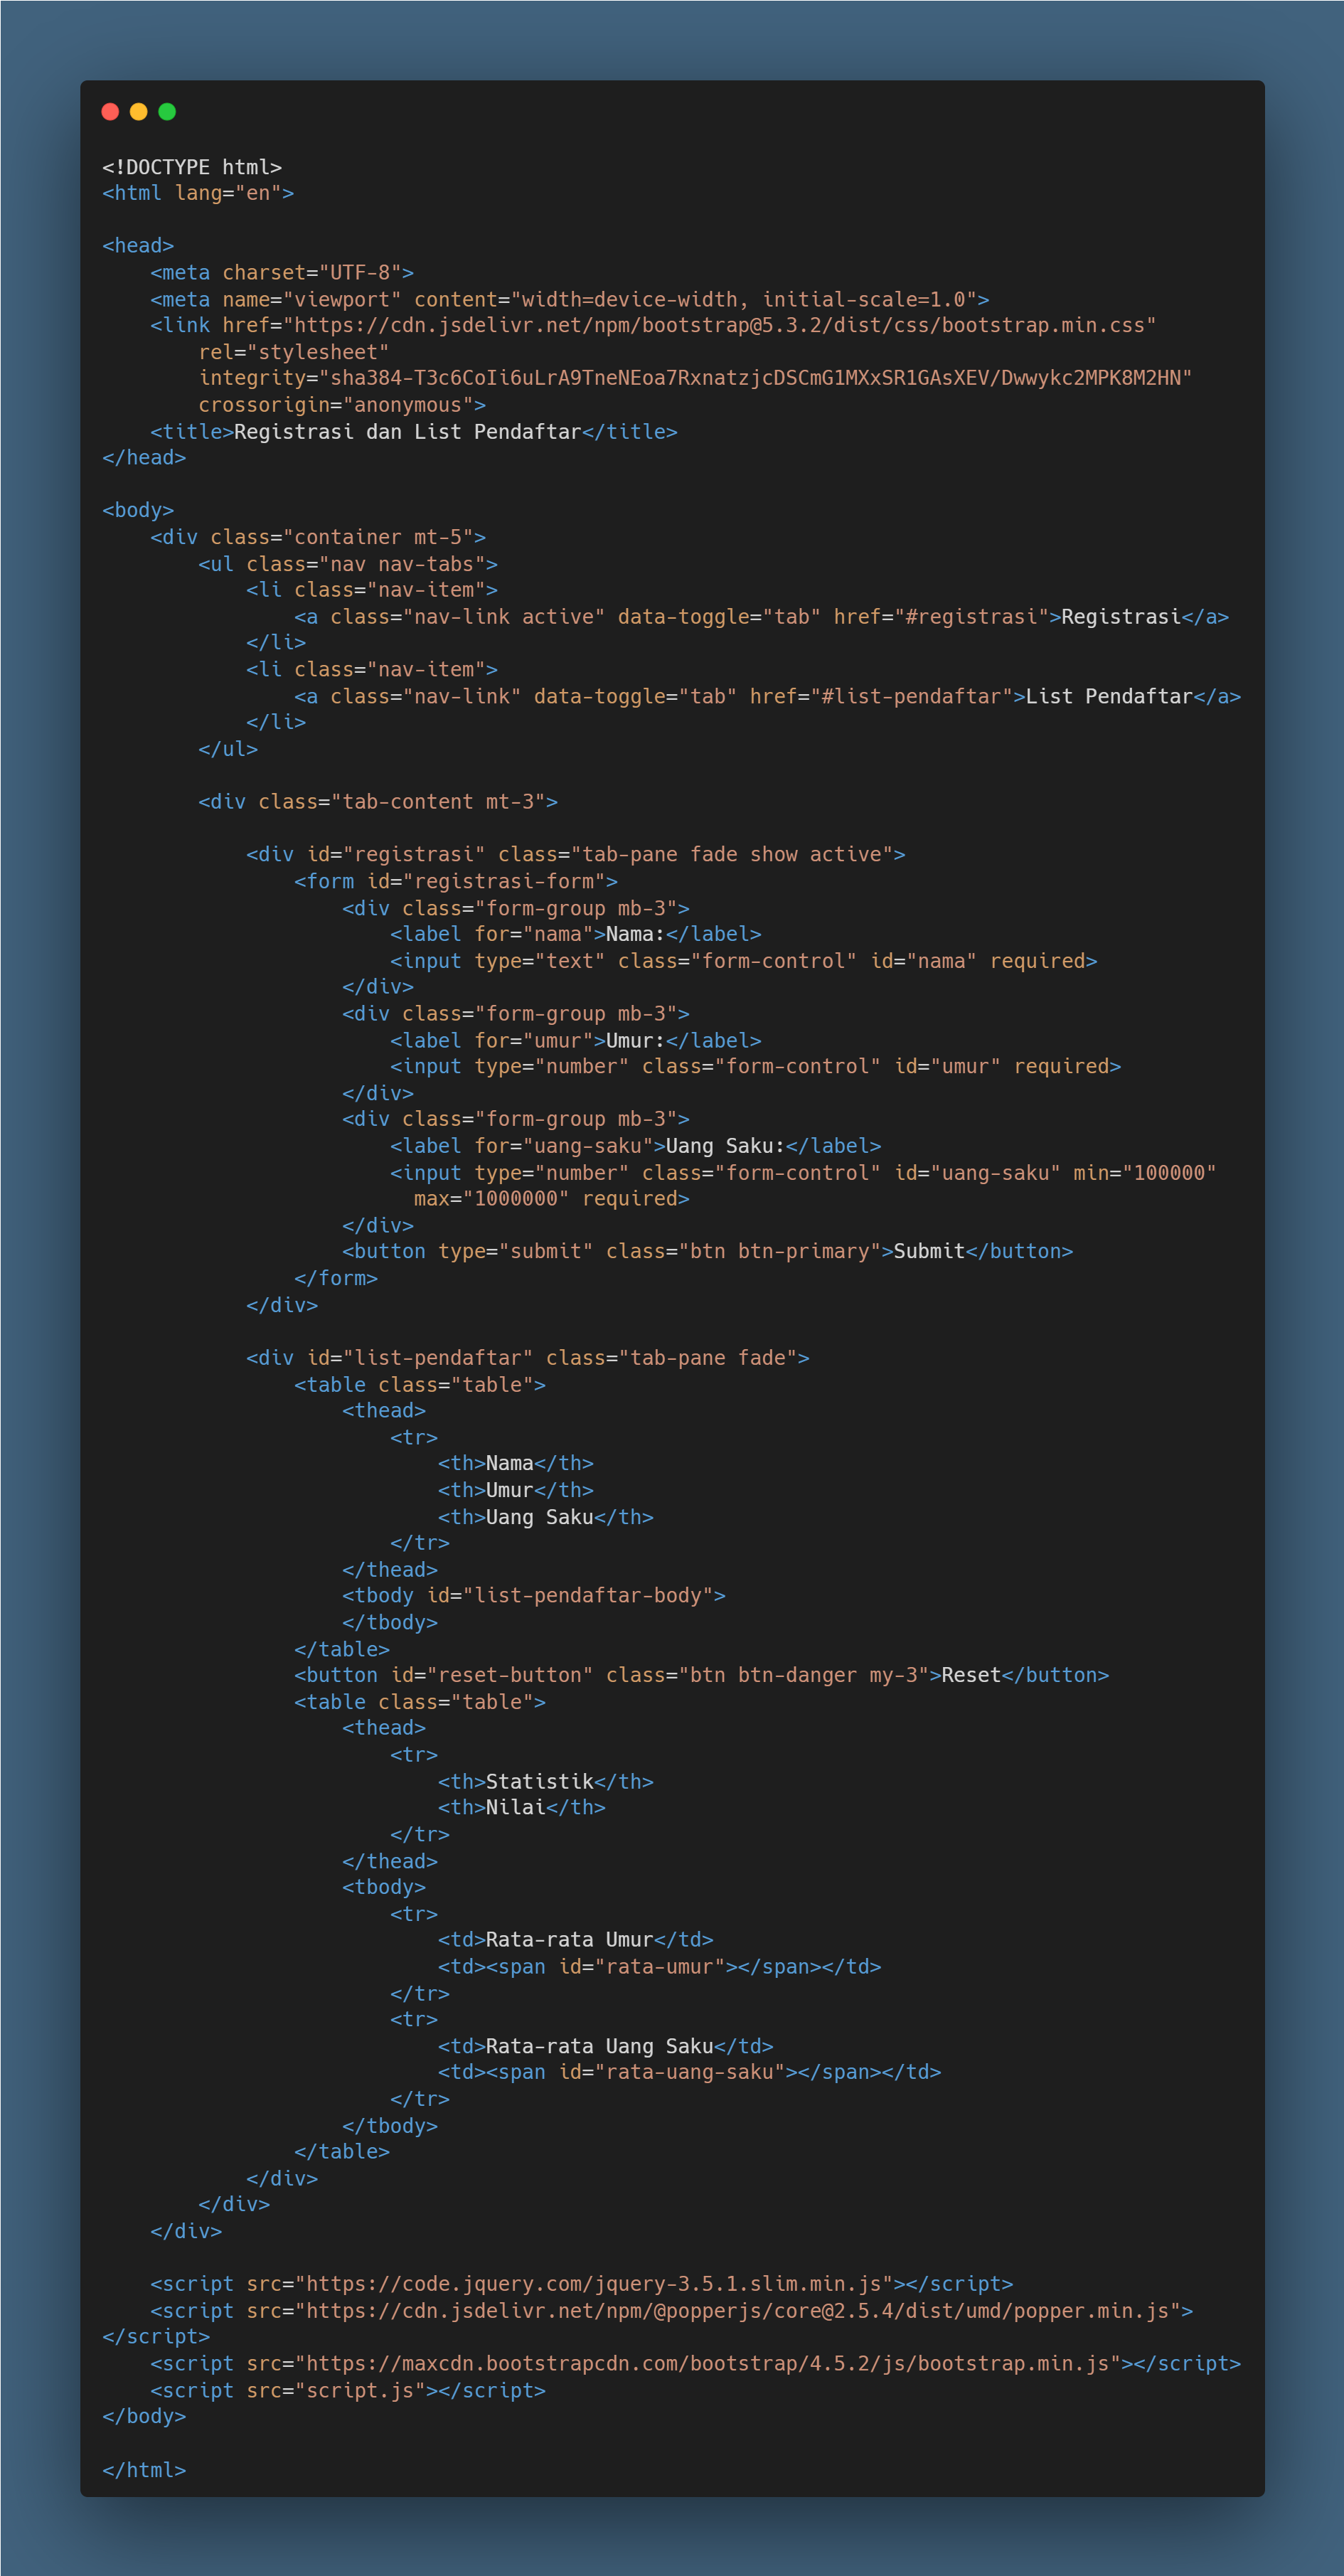 <!DOCTYPE html>
<html lang="en">

<head>
    <meta charset="UTF-8">
    <meta name="viewport" content="width=device-width, initial-scale=1.0">
    <link href="https://cdn.jsdelivr.net/npm/bootstrap@5.3.2/dist/css/bootstrap.min.css"
        rel="stylesheet"
        integrity="sha384-T3c6CoIi6uLrA9TneNEoa7RxnatzjcDSCmG1MXxSR1GAsXEV/Dwwykc2MPK8M2HN"
        crossorigin="anonymous">
    <title>Registrasi dan List Pendaftar</title>
</head>

<body>
    <div class="container mt-5">
        <ul class="nav nav-tabs">
            <li class="nav-item">
                <a class="nav-link active" data-toggle="tab" href="#registrasi">Registrasi</a>
            </li>
            <li class="nav-item">
                <a class="nav-link" data-toggle="tab" href="#list-pendaftar">List Pendaftar</a>
            </li>
        </ul>

        <div class="tab-content mt-3">

            <div id="registrasi" class="tab-pane fade show active">
                <form id="registrasi-form">
                    <div class="form-group mb-3">
                        <label for="nama">Nama:</label>
                        <input type="text" class="form-control" id="nama" required>
                    </div>
                    <div class="form-group mb-3">
                        <label for="umur">Umur:</label>
                        <input type="number" class="form-control" id="umur" required>
                    </div>
                    <div class="form-group mb-3">
                        <label for="uang-saku">Uang Saku:</label>
                        <input type="number" class="form-control" id="uang-saku" min="100000"
                          max="1000000" required>
                    </div>
                    <button type="submit" class="btn btn-primary">Submit</button>
                </form>
            </div>

            <div id="list-pendaftar" class="tab-pane fade">
                <table class="table">
                    <thead>
                        <tr>
                            <th>Nama</th>
                            <th>Umur</th>
                            <th>Uang Saku</th>
                        </tr>
                    </thead>
                    <tbody id="list-pendaftar-body">
                    </tbody>
                </table>
                <button id="reset-button" class="btn btn-danger my-3">Reset</button>
                <table class="table">
                    <thead>
                        <tr>
                            <th>Statistik</th>
                            <th>Nilai</th>
                        </tr>
                    </thead>
                    <tbody>
                        <tr>
                            <td>Rata-rata Umur</td>
                            <td><span id="rata-umur"></span></td>
                        </tr>
                        <tr>
                            <td>Rata-rata Uang Saku</td>
                            <td><span id="rata-uang-saku"></span></td>
                        </tr>
                    </tbody>
                </table>
            </div>
        </div>
    </div>

    <script src="https://code.jquery.com/jquery-3.5.1.slim.min.js"></script>
    <script src="https://cdn.jsdelivr.net/npm/@popperjs/core@2.5.4/dist/umd/popper.min.js">
</script>
    <script src="https://maxcdn.bootstrapcdn.com/bootstrap/4.5.2/js/bootstrap.min.js"></script>
    <script src="script.js"></script>
</body>

</html>